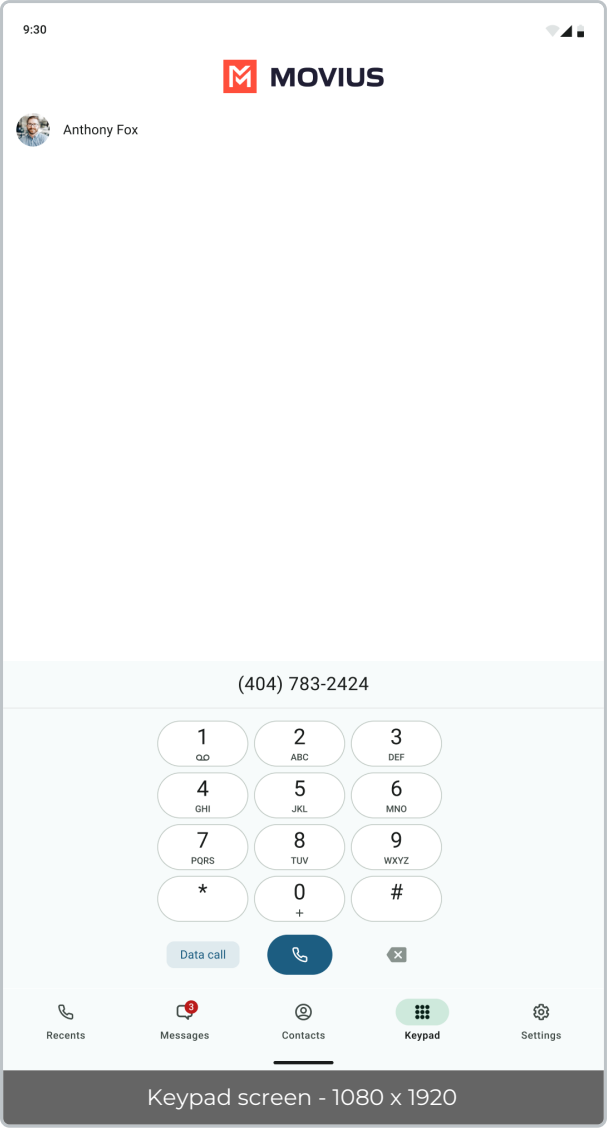 9:30
MOVIUS
Anthony Fox
(404) 783-2424
1 2 3
ABC DEF
4 5 6
GHI JKL MNO
7 8 9
PQRS TUV WXYZ
* 0 #
+
Data call
3
Recents Messages Contacts Keypad Settings
Keypad screen - 1080 x 1920